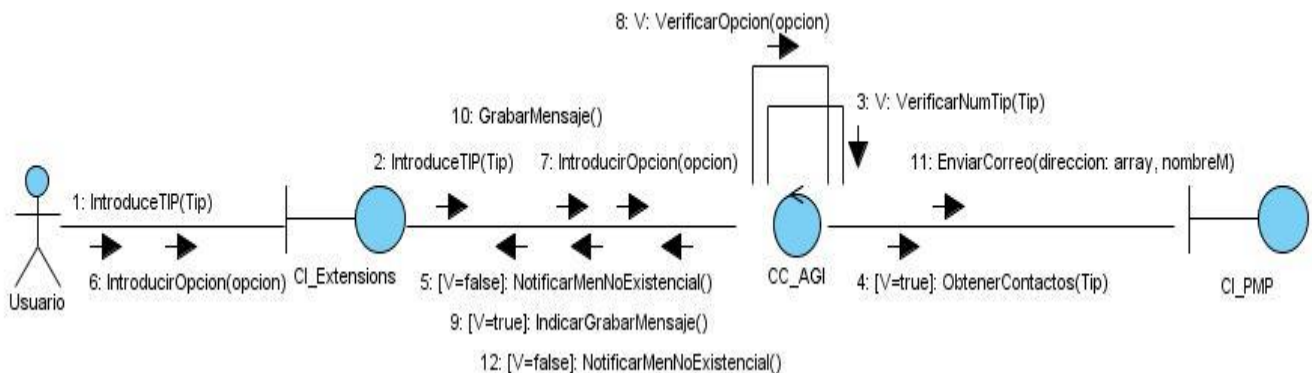 8: V: VerificarOpcion(opcion)
10: GrabarMensaje()
3: V: VerificarNumTip(Tip)
2: IntroduceTIP(Tip)
7: IntroducirOpcion(opcion)
11: EnviarCorreo(direccion: array, nombreM)
1: IntroduceTIP(Tip)
6: IntroducirOpcion(opcion)
CI_Extensions
5: [V=false]: NotificarMenNoExistencial()
CC_AGI
4: [V=true]: ObtenerContactos(Tip)
CI_PMP
Usuario
9: [V=true]: IndicarGrabarMensaje()
12: [V=false]: NotificarMenNoExistencial()